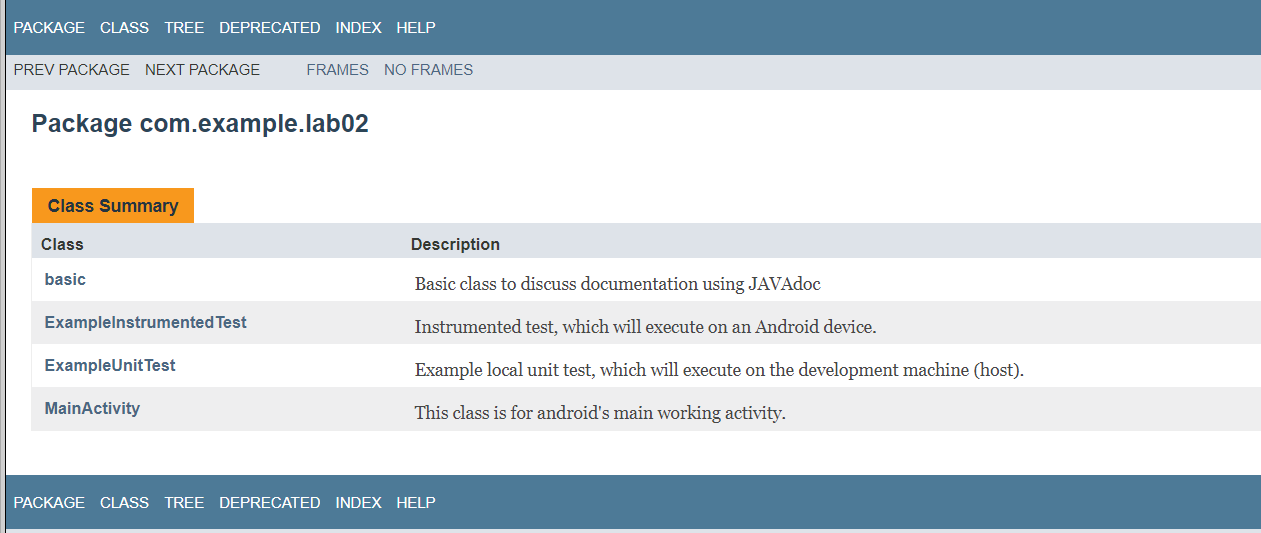 PACKAGE CLASS TREE DEPRECATED INDEX HELP
PREV PACKAGE NEXT PACKAGE FRAMES NO FRAMES
Package com.example.lab02
Class Summary
Class Description
basic Basic class to discuss documentation using JAVAdoc
ExampleInstrumentedTest Instrumented test, which will execute on an Android device.
ExampleUnitTest Example local unit test, which will execute on the development machine (host).
MainActivity This class is for android's main working activity.
PACKAGE CLASS TREE DEPRECATED INDEX HELP